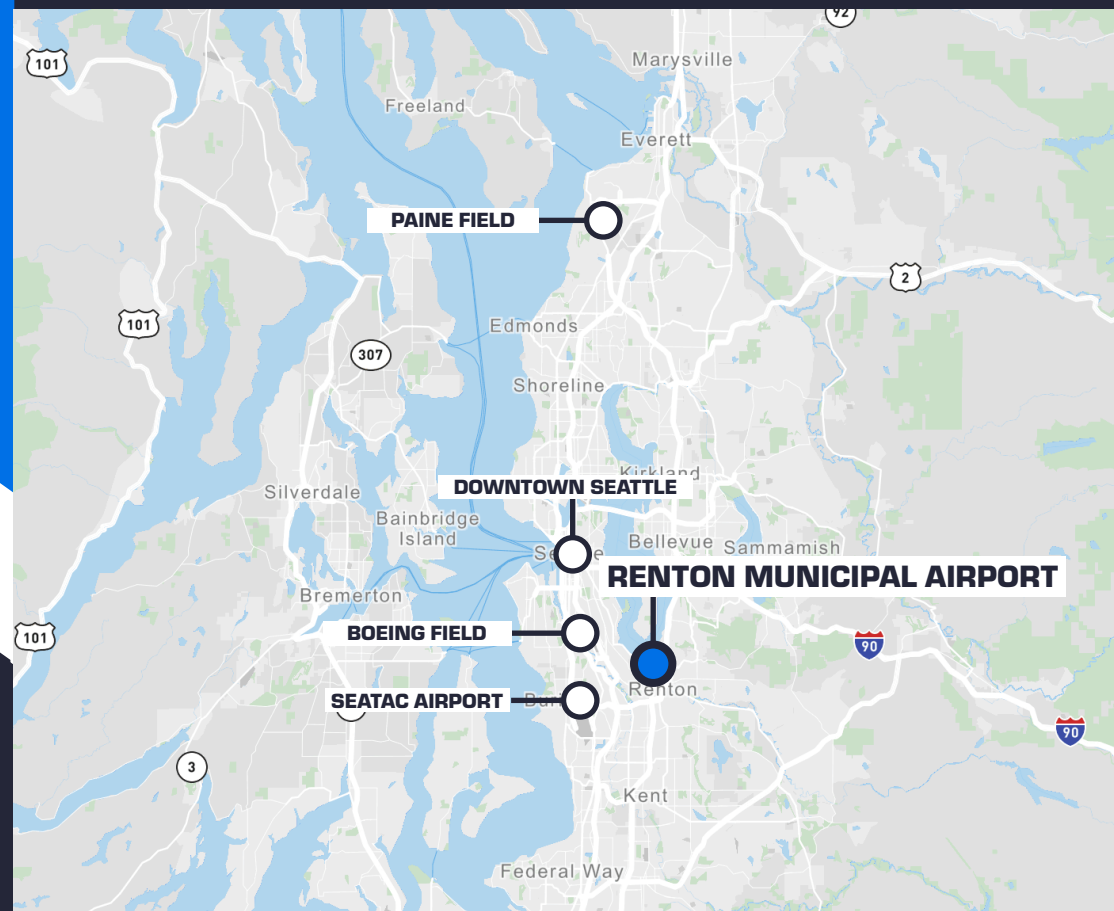 92
101
Marysville
Freeland
Everett
PAINE FIELD
2
101
Edmonds
307
Shoreline
Kirkland
DOWNTOWN SEATTLE
Silverdale
Bainbridge
Island
Bellevue
Sammamish
RENTON MUNICIPAL AIRPORT
Bremerton
BOEING FIELD
101
90
Renton
SEATAC AIRPORT
90
3
Kent
Federal Way